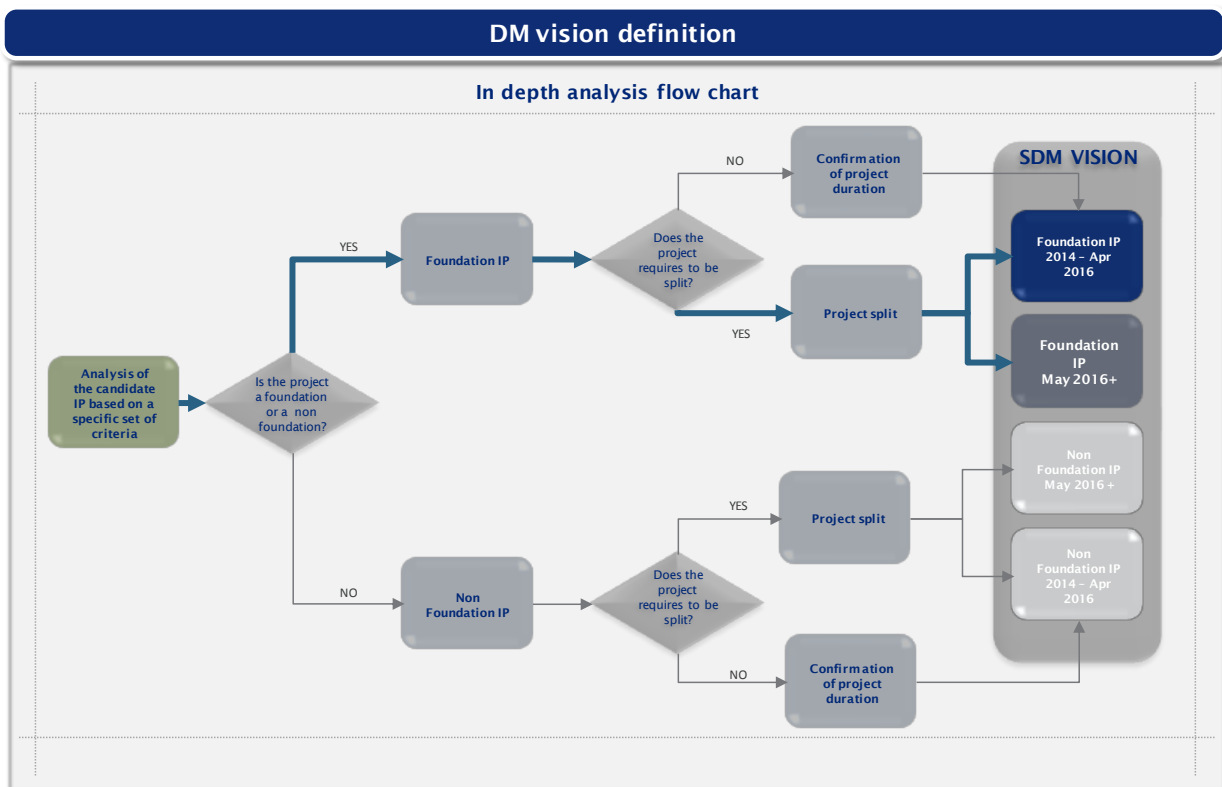 DM vision definition
In depth analysis flow chart
Analysis of
the candidate
IP based on a
specific set of
criteria
Is the project
a foundation
or a non
foundation?
YES
Foundation IP
Does the
project
requires to be
split?
NO
Confirmation
of project
duration
YES
Project split
SDM VISION
Foundation IP
2014 – Apr
2016
Foundation
IP
May 2016+
NO
Non
Foundation IP
Does the
project
requires to be
split?
YES
Project split
NO
Confirmation
of project
duration
Non
Foundation IP
May 2016 +
Non
Foundation IP
2014 – Apr
2016